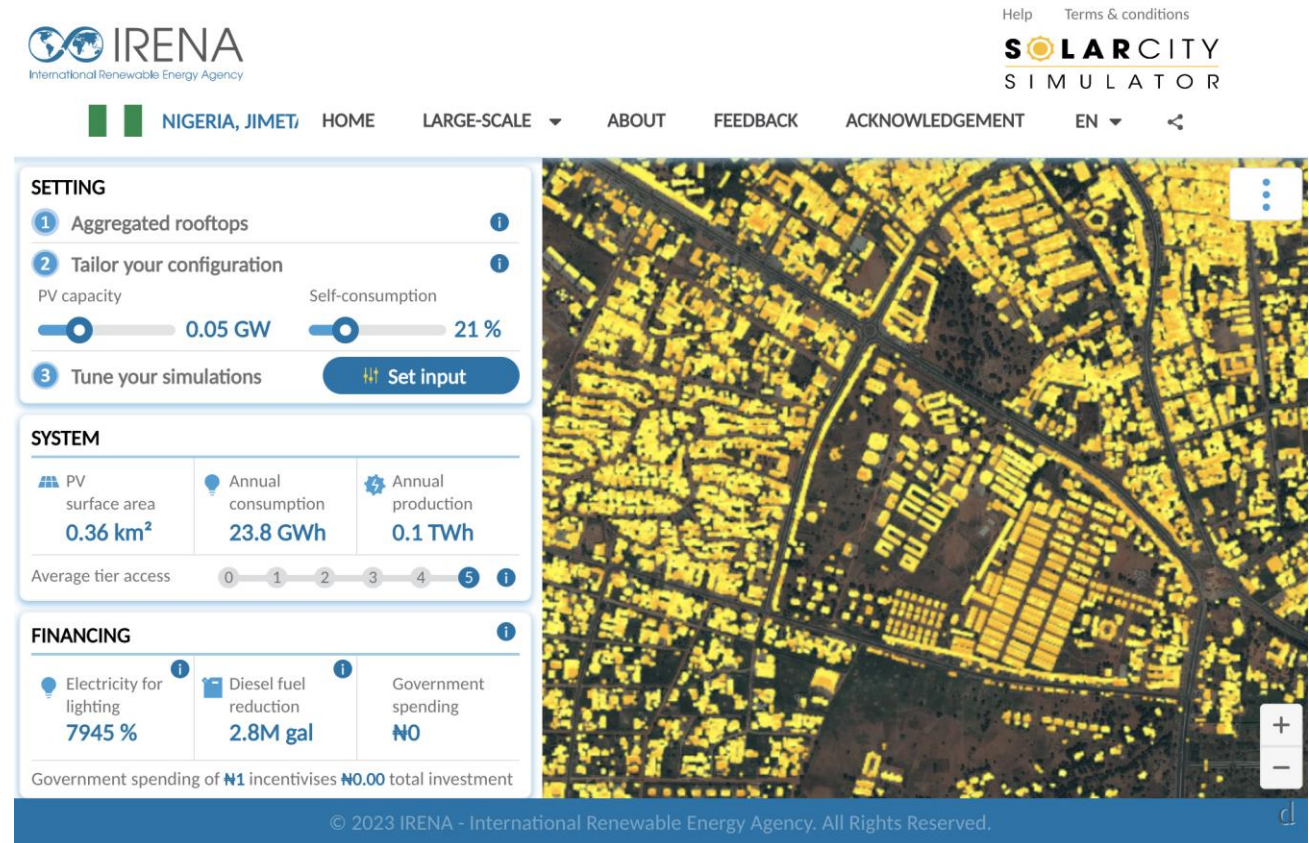 Help Terms & conditions
IRENA
International Renewable Energy Agency
SOLARCITY
SIMULATOR
NIGERIA, JIMETA HOME LARGE-SCALE ABOUT FEEDBACK ACKNOWLEDGEMENT EN
SETTING
1 Aggregated rooftops i
2 Tailor your configuration i
PV capacity Self-consumption
0.05 GW 21 %
3 Tune your simulations Set input
SYSTEM
PV Annual Annual
surface area consumption production
0.36 km² 23.8 GWh 0.1 TWh
Average tier access 0 1 2 3 4 5 i
FINANCING i
i i
Electricity for Diesel fuel Government
lighting reduction spending
7945 % 2.8M gal ₦0
Government spending of ₦1 incentivises ₦0.00 total investment
+
−
© 2023 IRENA - International Renewable Energy Agency. All Rights Reserved.
d